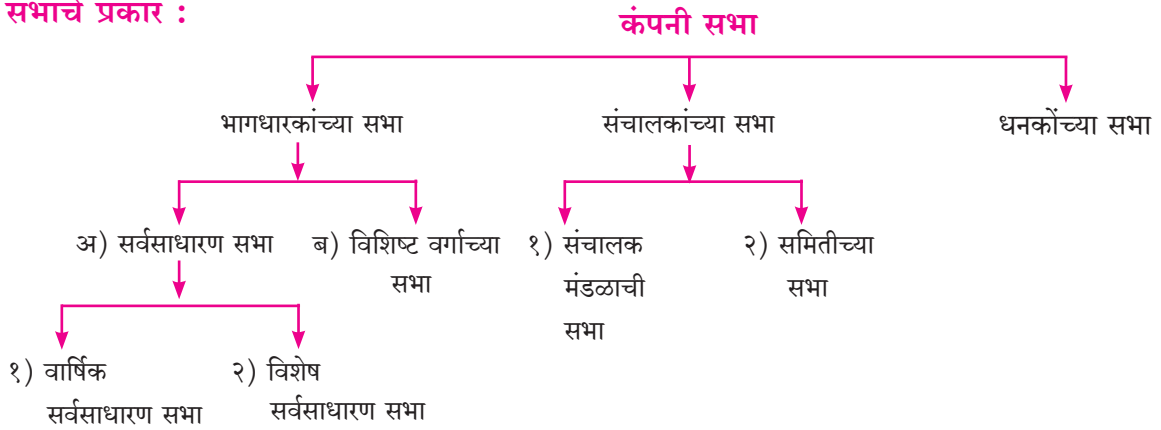 सभाचे प्रकार :
कंपनी सभा
भागधारकांच्या सभा
संचालकांच्या सभा
धनकोंच्या सभा
अ) सर्वसाधारण सभा
ब) विशिष्ट वर्गाच्या
सभा
१) संचालक
मंडळाची
सभा
२) समितीच्या
सभा
१) वार्षिक
सर्वसाधारण सभा
२) विशेष
सर्वसाधारण सभा